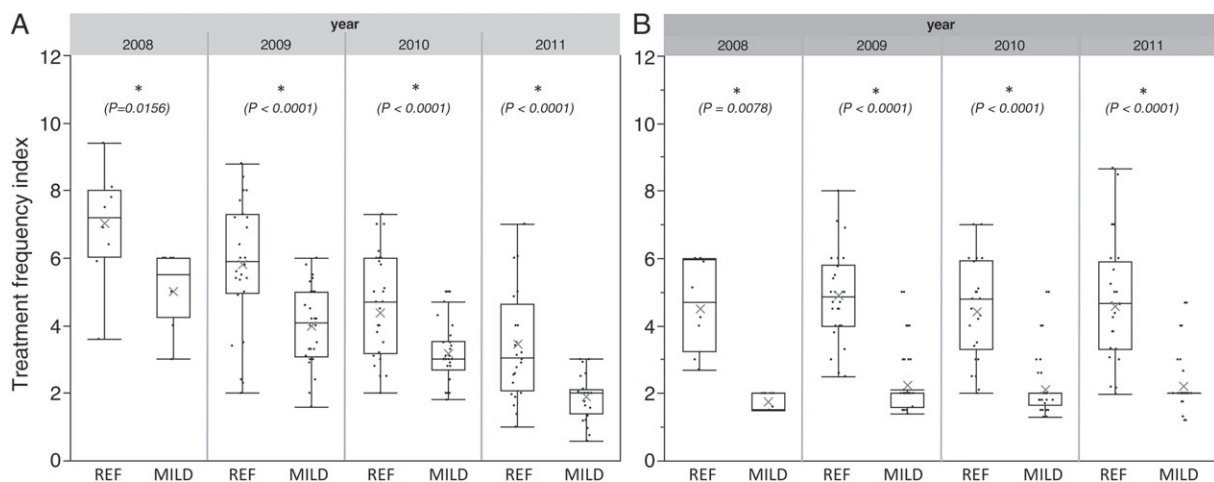 A
year
2008 2009 2010 2011
12
10
8
6
4
2
0
Treatment frequency index
* * * *
(P=0.0156) (P < 0.0001) (P < 0.0001) (P < 0.0001)
REF MILD REF MILD REF MILD REF MILD
B
year
2008 2009 2010 2011
12
10
8
6
4
2
0
* * * *
(P = 0.0078) (P < 0.0001) (P < 0.0001) (P < 0.0001)
REF MILD REF MILD REF MILD REF MILD